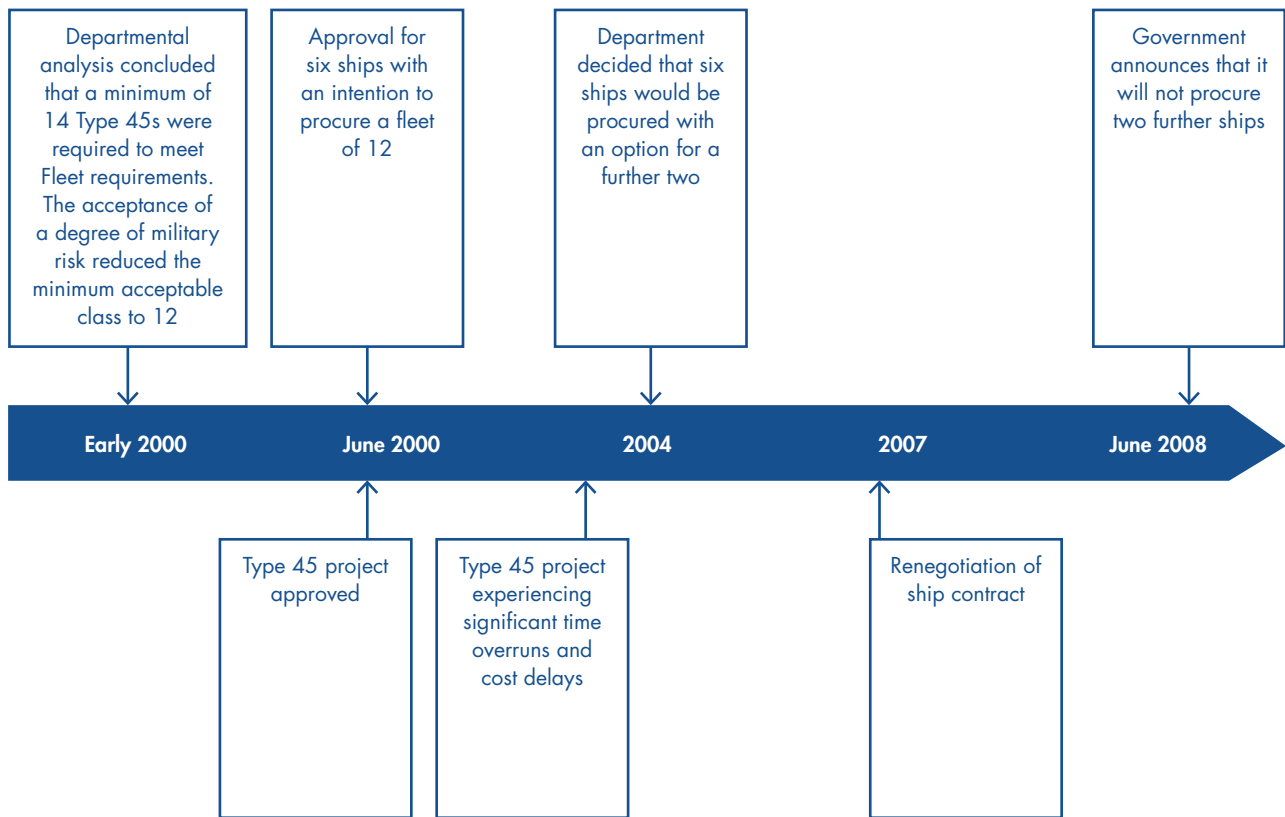 Departmental
analysis concluded
that a minimum of
14 Type 45s were
required to meet
Fleet requirements.
The acceptance of
a degree of military
risk reduced the
minimum acceptable
class to 12
Approval for
six ships with
an intention to
procure a fleet
of 12
Department
decided that six
ships would be
procured with
an option for a
further two
Government
announces that it
will not procure
two further ships
Early 2000
June 2000
2004
2007
June 2008
Type 45 project
approved
Type 45 project
experiencing
significant time
overruns and
cost delays
Renegotiation of
ship contract